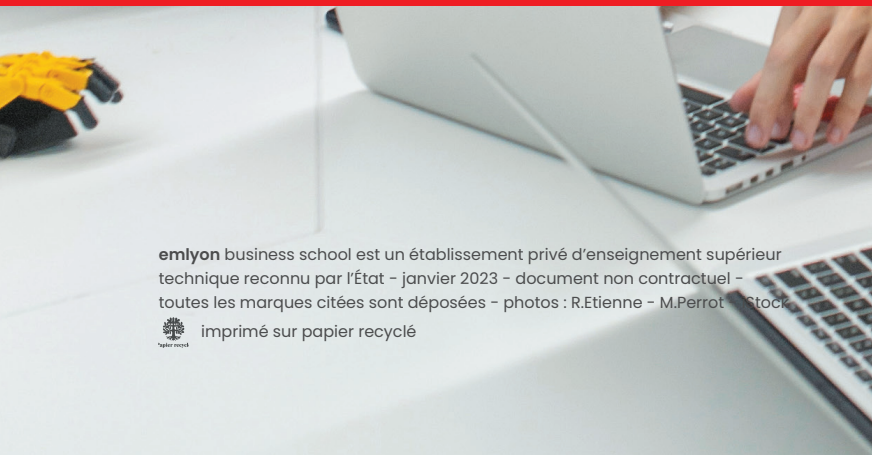 emlyon business school est un établissement privé d’enseignement supérieur
technique reconnu par l’État - janvier 2023 - document non contractuel -
toutes les marques citées sont déposées - photos : R.Etienne - M.Perrot - Stock
imprimé sur papier recyclé